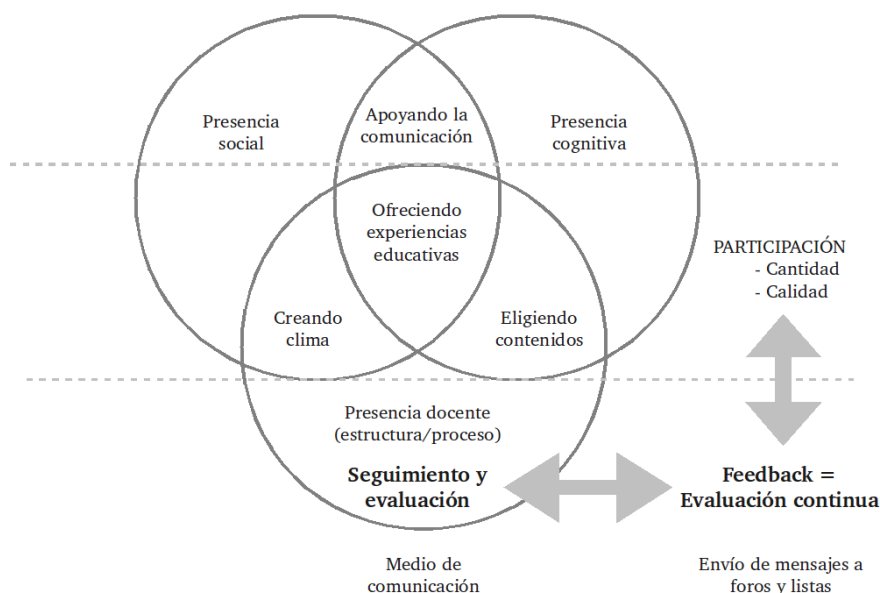 Presencia
social
Apoyando la
comunicación
Presencia
cognitiva
Ofreciendo
experiencias
educativas
PARTICIPACIÓN
- Cantidad
- Calidad
Creando
clima
Eligiendo
contenidos
Presencia docente
(estructura/proceso)
Seguimiento y
evaluación
Feedback =
Evaluación continua
Medio de
comunicación
Envío de mensajes a
foros y listas